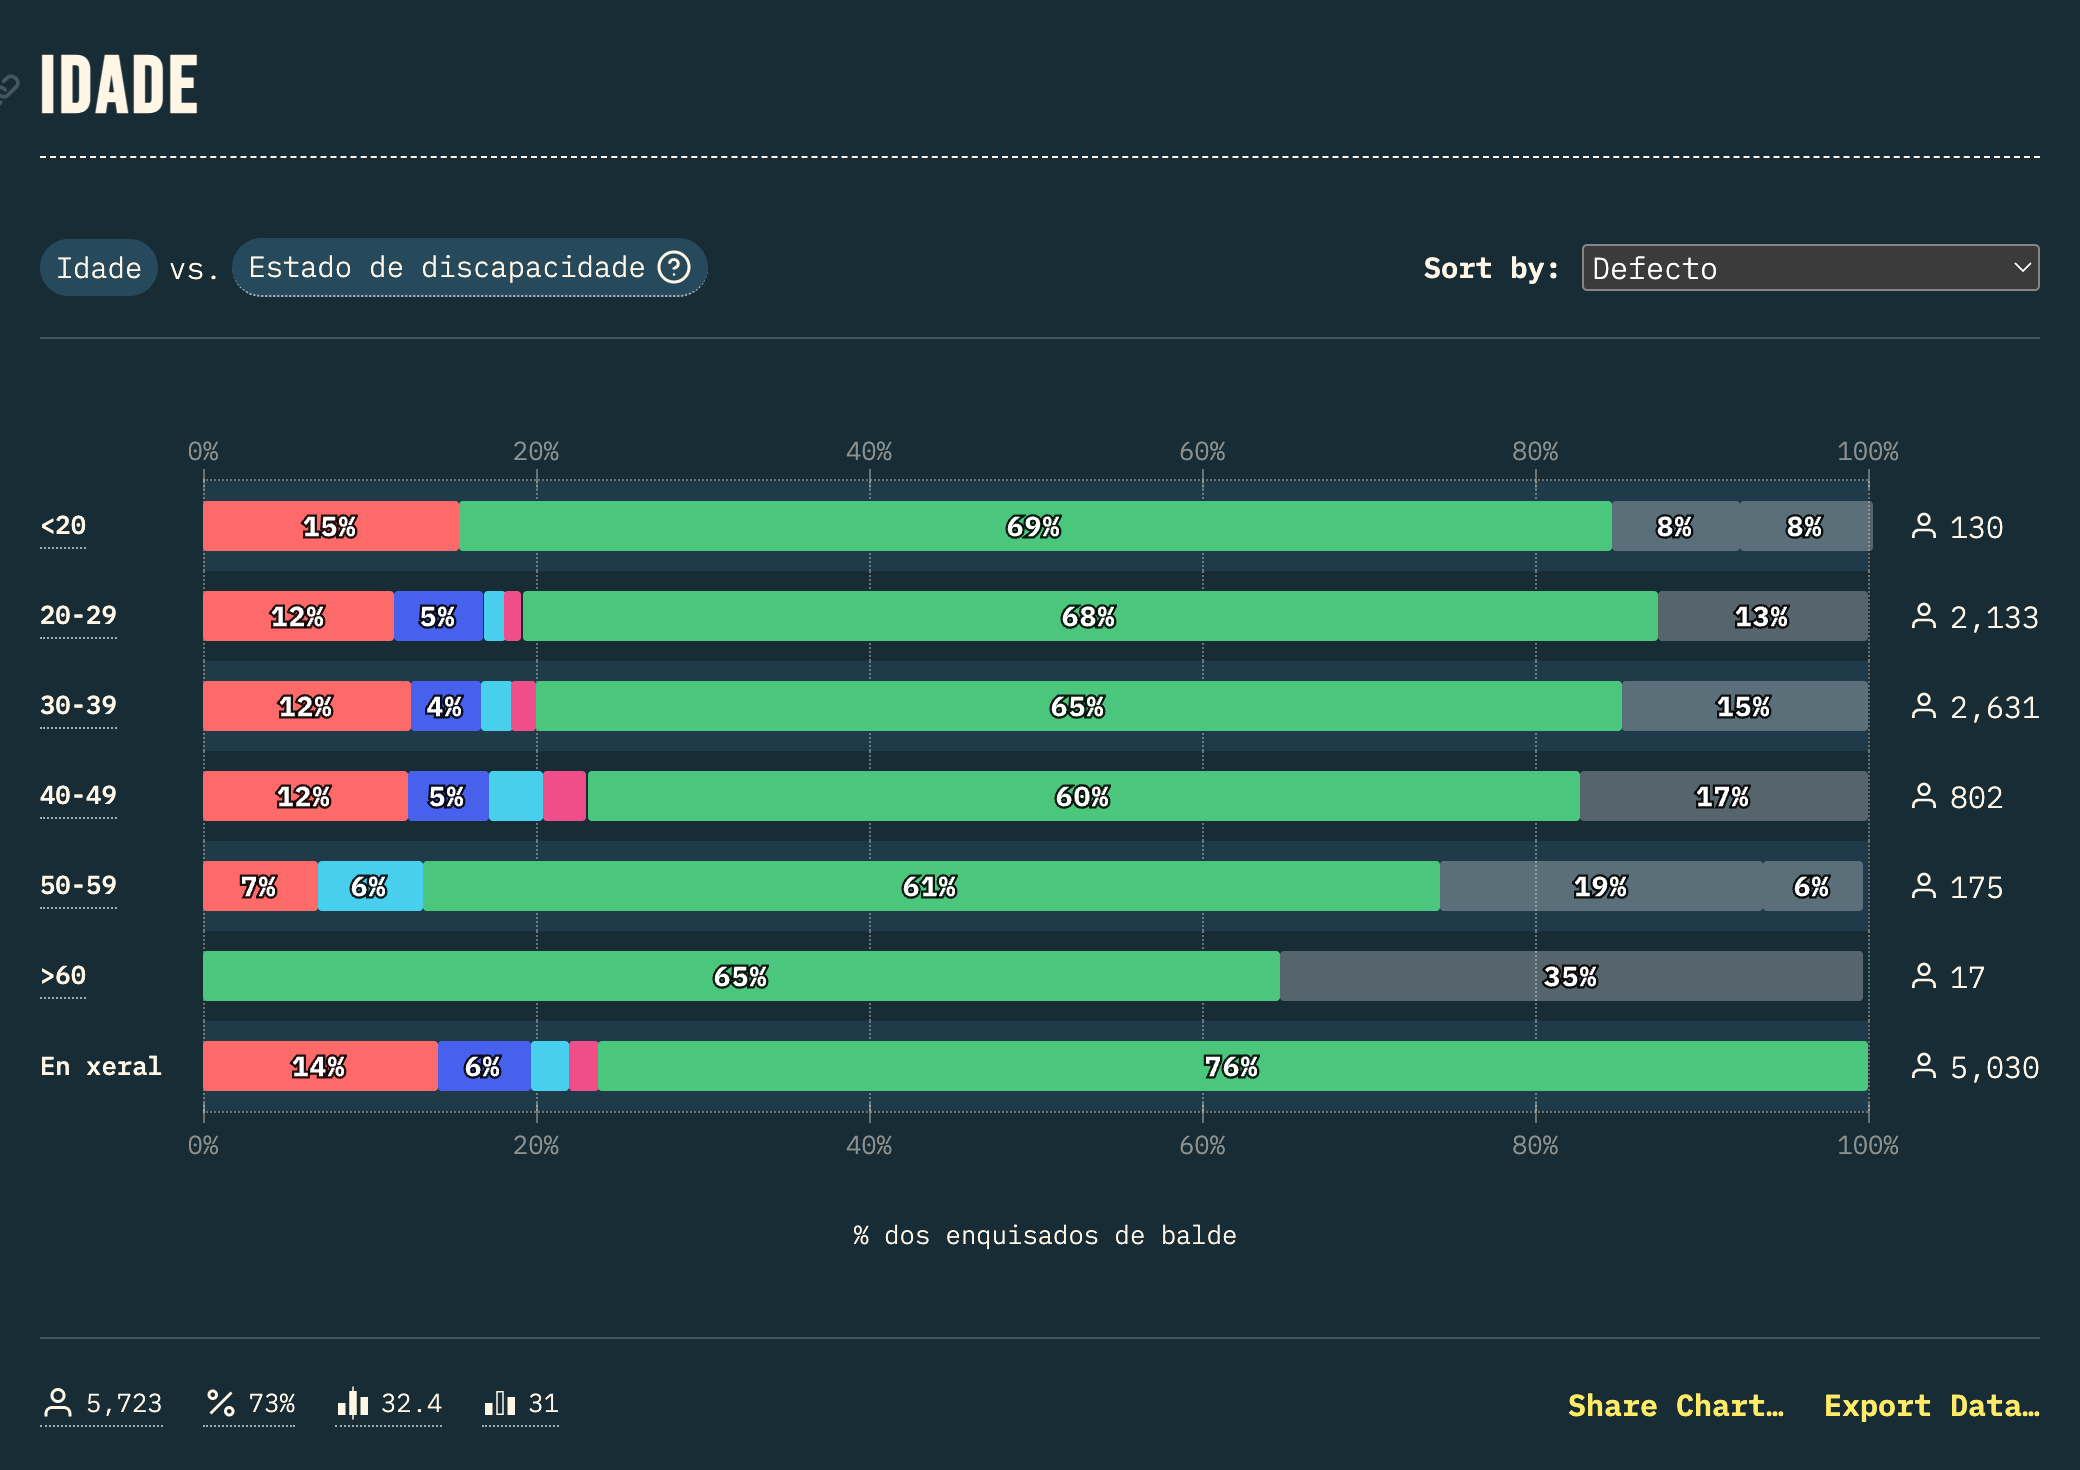 IDADE
Idade vs. Estado de discapacidade ? Sort by: Defecto
0% 20% 40% 60% 80% 100%
<20 15% 69% 8% 8% 130
20-29 12% 5% 68% 13% 2,133
30-39 12% 4% 65% 15% 2,631
40-49 12% 5% 60% 17% 802
50-59 7% 6% 61% 19% 6% 175
>60 65% 35% 17
En xeral 14% 6% 76% 5,030
0% 20% 40% 60% 80% 100%
% dos enquisados de balde
5,723 % 73% 32.4 31 Share Chart… Export Data…